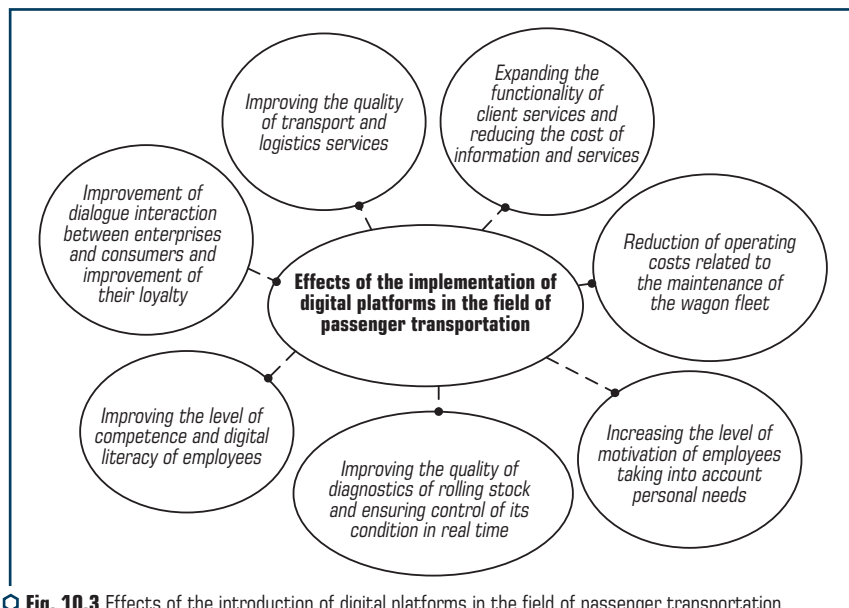 Improving the quality
of transport and
logistics services
Expanding the
functionality of
client services and
reducing the cost of
information and services
Improvement of
dialogue interaction
between enterprises
and consumers and
improvement of
their loyalty
Effects of the implementation of
digital platforms in the field of
passenger transportation
Reduction of operating
costs related to
the maintenance of
the wagon fleet
Improving the level of
competence and digital
literacy of employees
Improving the quality of
diagnostics of rolling stock
and ensuring control of its
condition in real time
Increasing the level of
motivation of employees
taking into account
personal needs
Fig. 10.3 Effects of the introduction of digital platforms in the field of passenger transportation